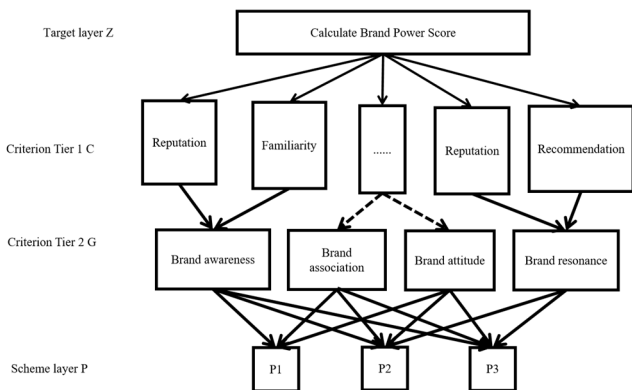 Target layer Z
Calculate Brand Power Score
Criterion Tier 1 C
Reputation
Familiarity
......
Reputation
Recommendation
Criterion Tier 2 G
Brand awareness
Brand
association
Brand attitude
Brand resonance
Scheme layer P
P1
P2
P3